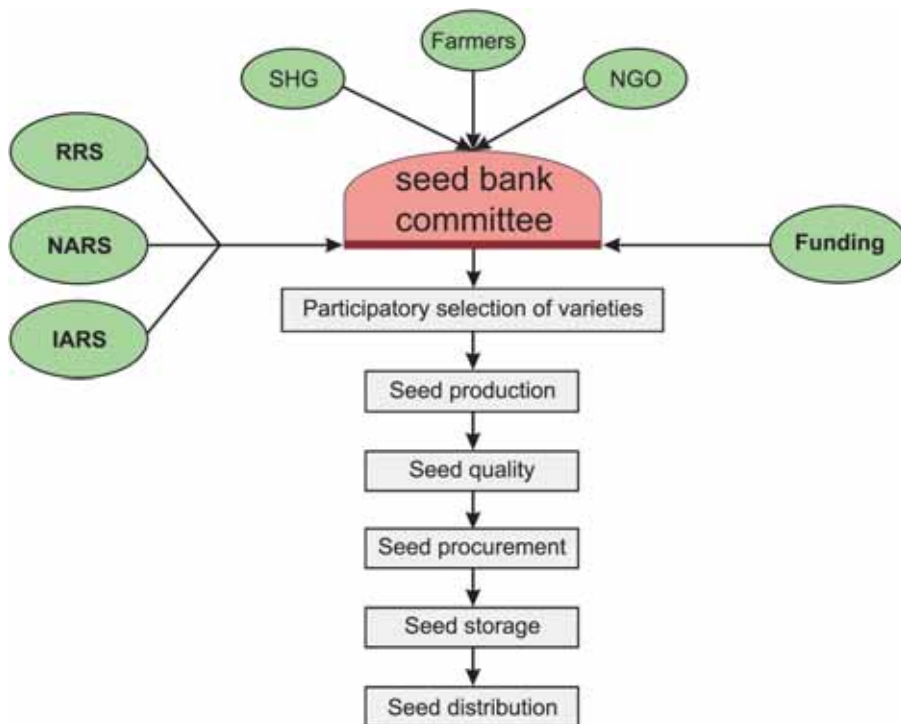 Farmers
SHG
NGO
RRS
NARS
IARS
seed bank
committee
Funding
Participatory selection of varieties
Seed production
Seed quality
Seed procurement
Seed storage
Seed distribution